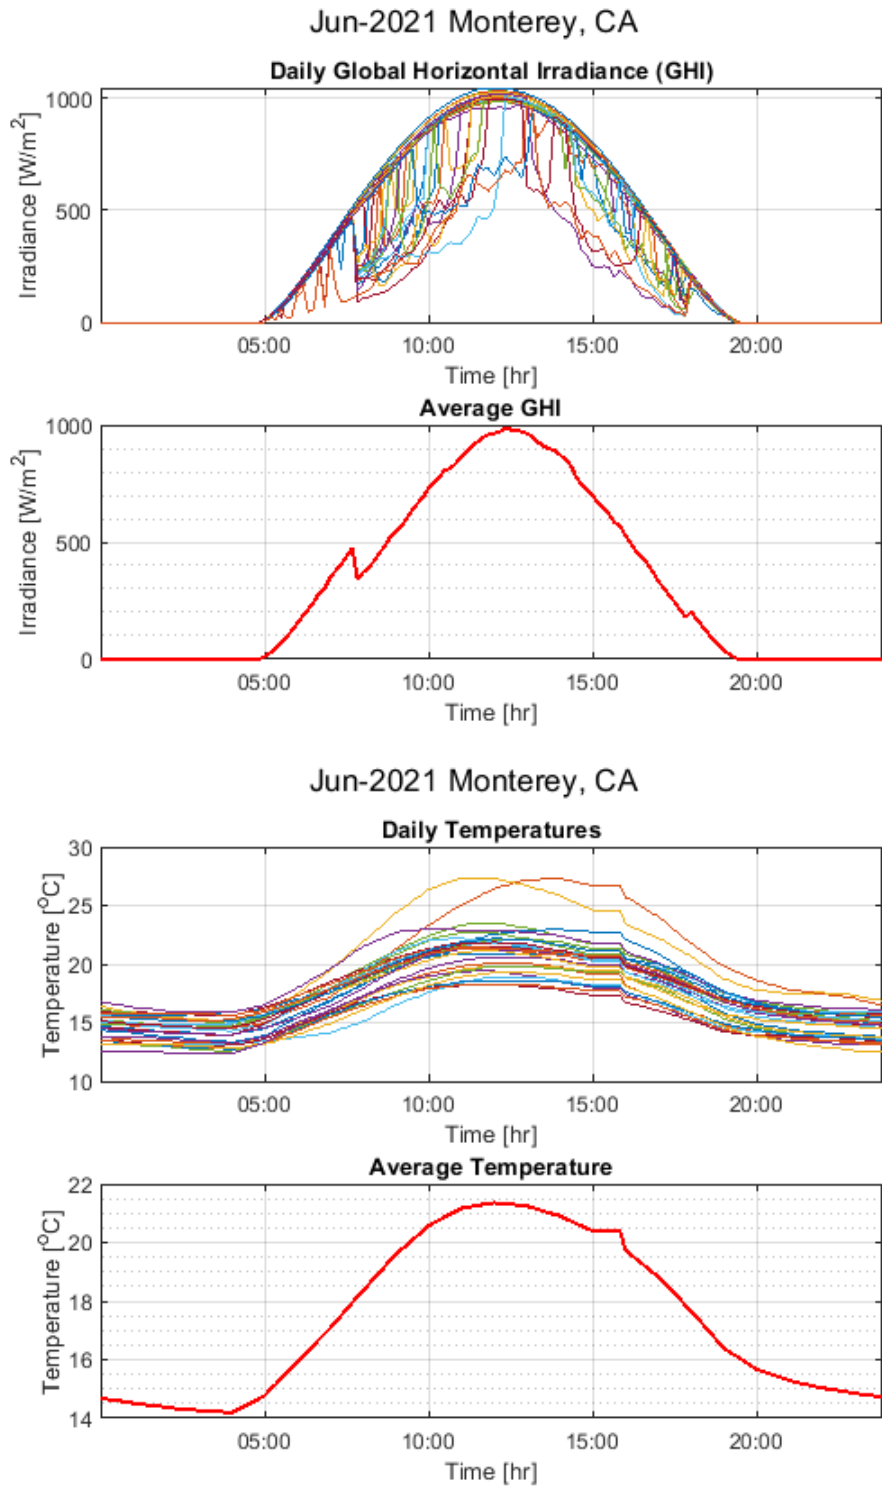 Jun-2021 Monterey, CA
Daily Global Horizontal Irradiance (GHI)
Irradiance [W/m²]
1000
500
0
05:00 10:00 15:00 20:00
Time [hr]
Average GHI
Irradiance [W/m²]
1000
500
0
05:00 10:00 15:00 20:00
Time [hr]
Jun-2021 Monterey, CA
Daily Temperatures
Temperature [°C]
30
25
20
15
10
05:00 10:00 15:00 20:00
Time [hr]
Average Temperature
Temperature [°C]
22
20
18
16
14
05:00 10:00 15:00 20:00
Time [hr]